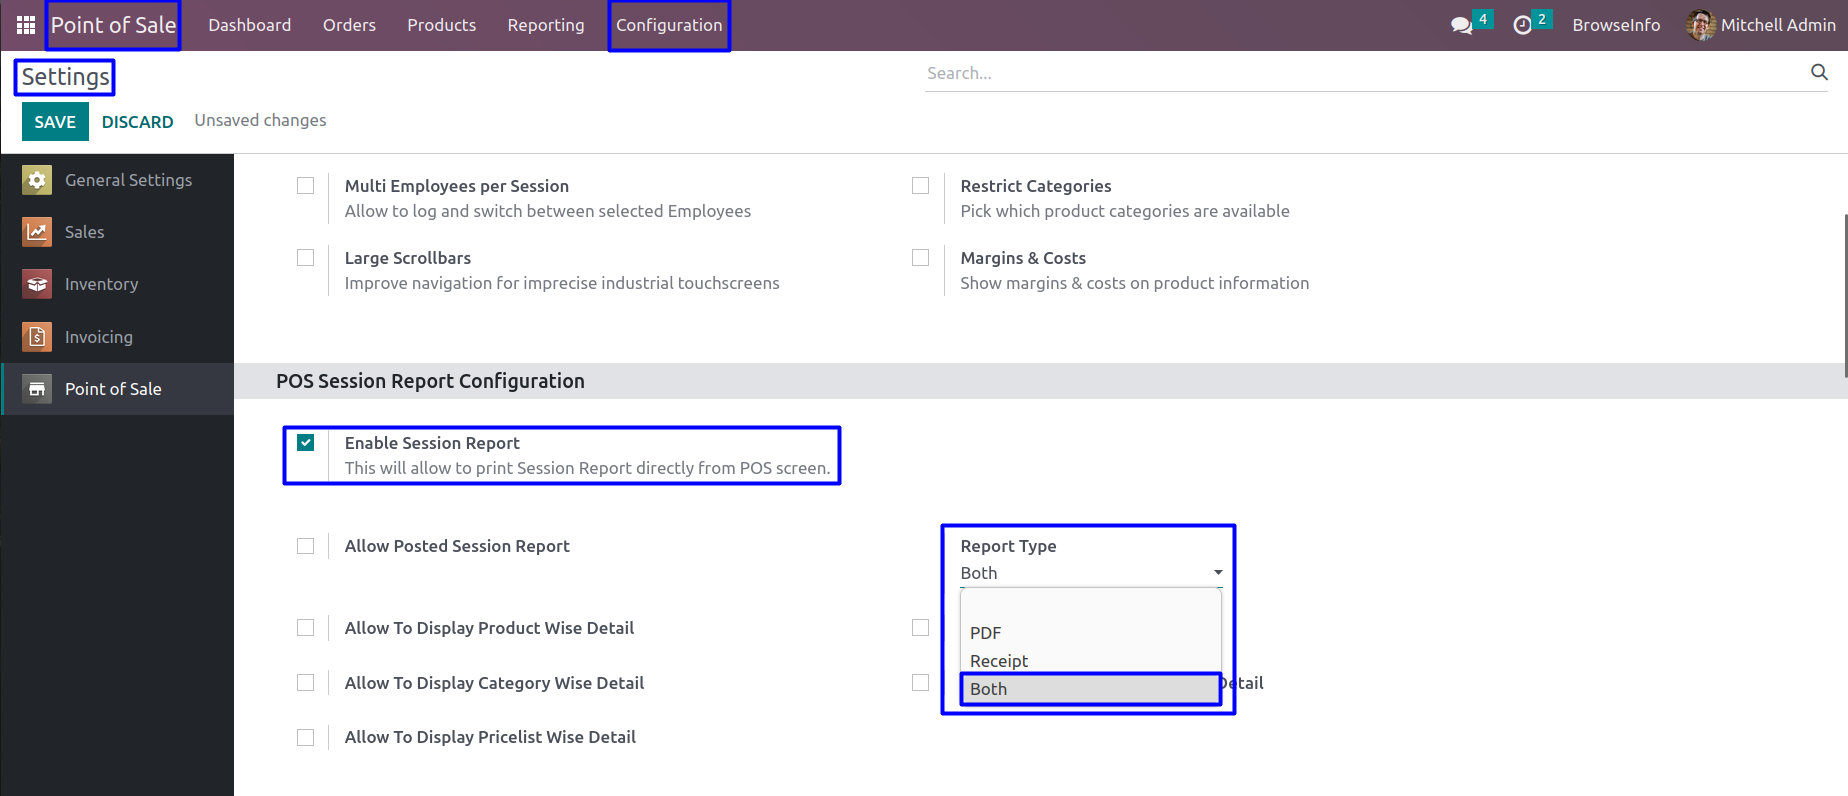 Point of Sale Dashboard Orders Products Reporting Configuration 4 2 BrowseInfo Mitchell Admin
Settings
Search...
SAVE DISCARD Unsaved changes
General Settings
Sales
Inventory
Invoicing
Point of Sale
Multi Employees per Session
Allow to log and switch between selected Employees
Restrict Categories
Pick which product categories are available
Large Scrollbars
Improve navigation for imprecise industrial touchscreens
Margins & Costs
Show margins & costs on product information
POS Session Report Configuration
Enable Session Report
This will allow to print Session Report directly from POS screen.
Allow Posted Session Report
Report Type
Both
PDF
Receipt
Both
Allow To Display Product Wise Detail
Allow To Display Category Wise Detail
Detail
Allow To Display Pricelist Wise Detail